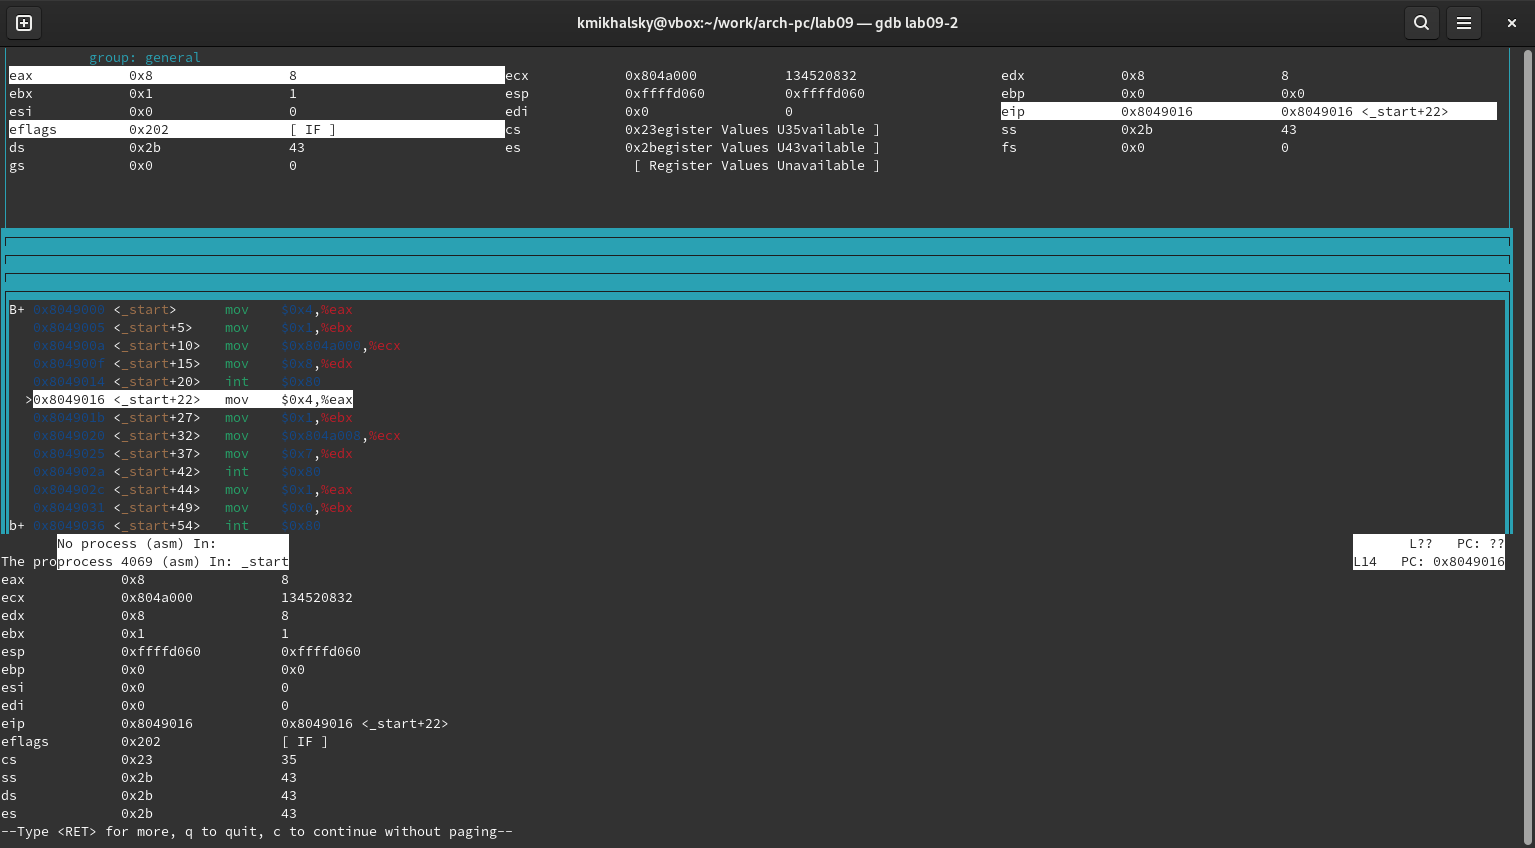 kmikhalsky@vbox:~/work/arch-pc/lab09 — gdb lab09-2
group: general
eax 0x8 8 ecx 0x804a000 134520832 edx 0x8 8
ebx 0x1 1 esp 0xffffd060 0xffffd060 ebp 0x0 0x0
esi 0x0 0 edi 0x0 0 eip 0x8049016 0x8049016 <_start+22>
eflags 0x202 [ IF ] cs 0x23egister Values U35vailable ] ss 0x2b 43
ds 0x2b 43 es 0x2begister Values U43vailable ] fs 0x0 0
gs 0x0 0 [ Register Values Unavailable ]
B+ 0x8049000 <_start> mov $0x4,%eax
0x8049005 <_start+5> mov $0x1,%ebx
0x804900a <_start+10> mov $0x804a000,%ecx
0x804900f <_start+15> mov $0x8,%edx
0x8049014 <_start+20> int $0x80
>0x8049016 <_start+22> mov $0x4,%eax
0x804901b <_start+27> mov $0x1,%ebx
0x8049020 <_start+32> mov $0x804a008,%ecx
0x8049025 <_start+37> mov $0x7,%edx
0x804902a <_start+42> int $0x80
0x804902c <_start+44> mov $0x1,%eax
0x8049031 <_start+49> mov $0x0,%ebx
b+ 0x8049036 <_start+54> int $0x80
No process (asm) In: L?? PC: ??
The proprocess 4069 (asm) In: _start L14 PC: 0x8049016
eax 0x8 8
ecx 0x804a000 134520832
edx 0x8 8
ebx 0x1 1
esp 0xffffd060 0xffffd060
ebp 0x0 0x0
esi 0x0 0
edi 0x0 0
eip 0x8049016 0x8049016 <_start+22>
eflags 0x202 [ IF ]
cs 0x23 35
ss 0x2b 43
ds 0x2b 43
es 0x2b 43
--Type <RET> for more, q to quit, c to continue without paging--